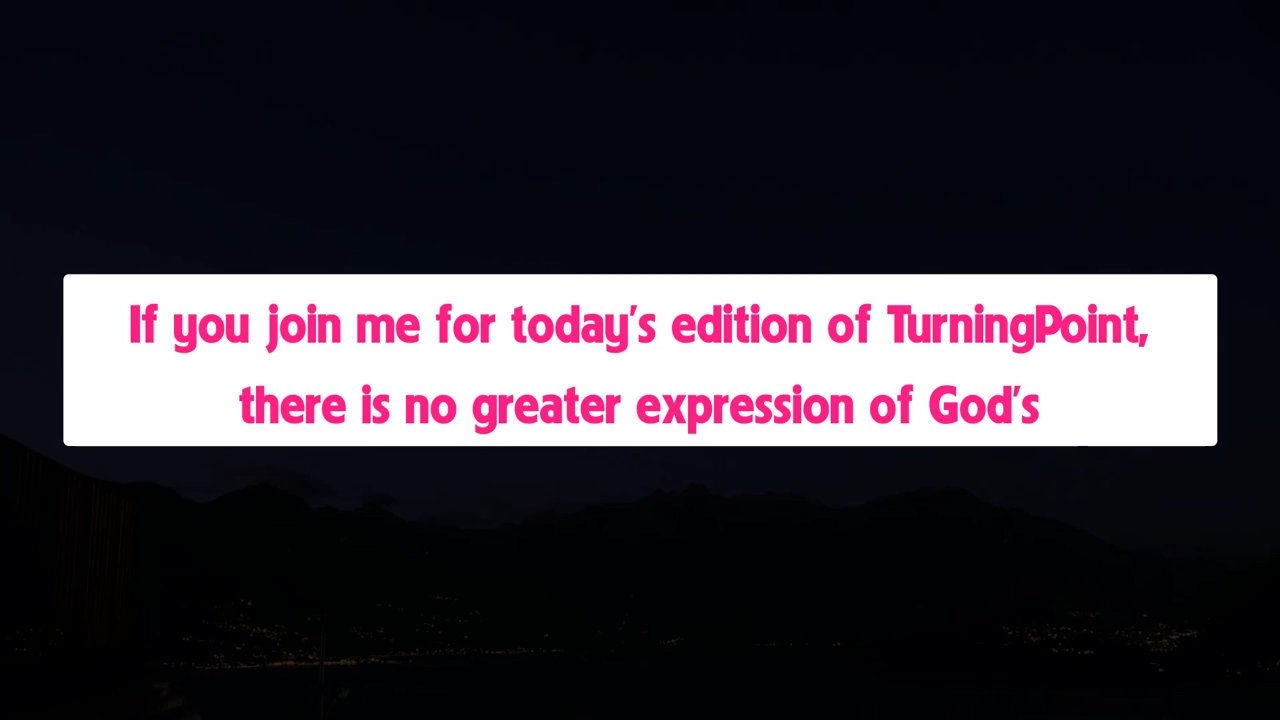 If you join me for today's edition of TurningPoint,
there is no greater expression of God's